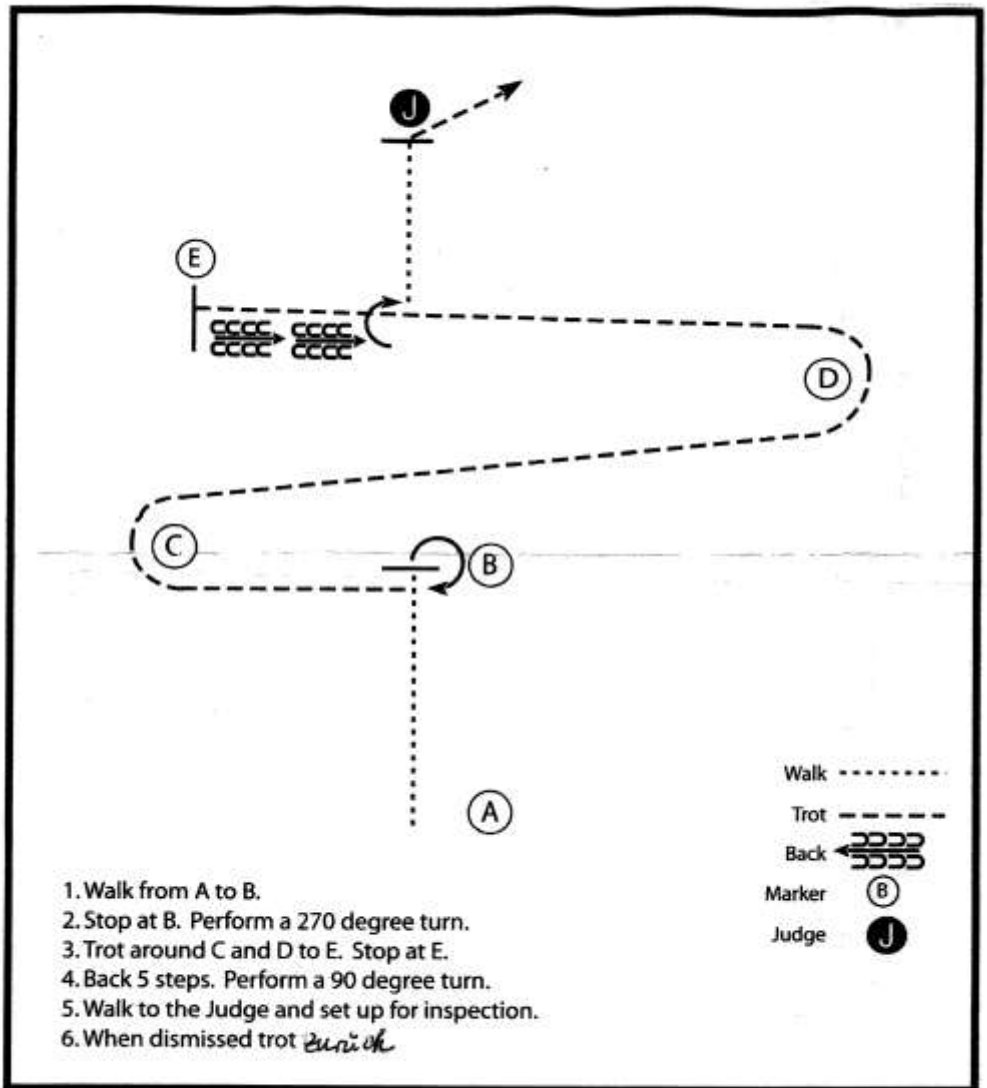 J
E
D
C
B
A
Walk
Trot
Back
Marker B
Judge J
1. Walk from A to B.
2. Stop at B. Perform a 270 degree turn.
3. Trot around C and D to E. Stop at E.
4. Back 5 steps. Perform a 90 degree turn.
5. Walk to the Judge and set up for inspection.
6. When dismissed trot zurück